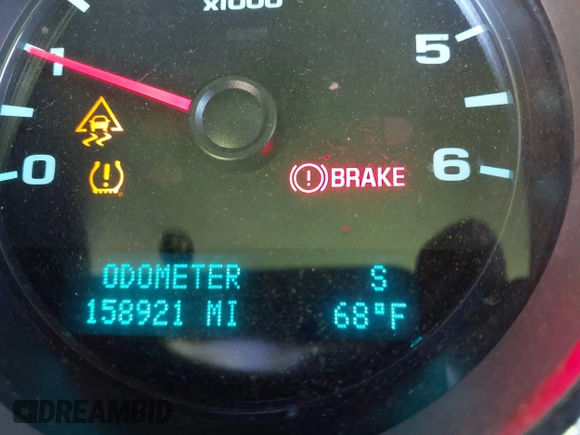 x1000
1
5
0
6
! ! BRAKE
ODOMETER S
158921 MI 68°F
DREAMBID